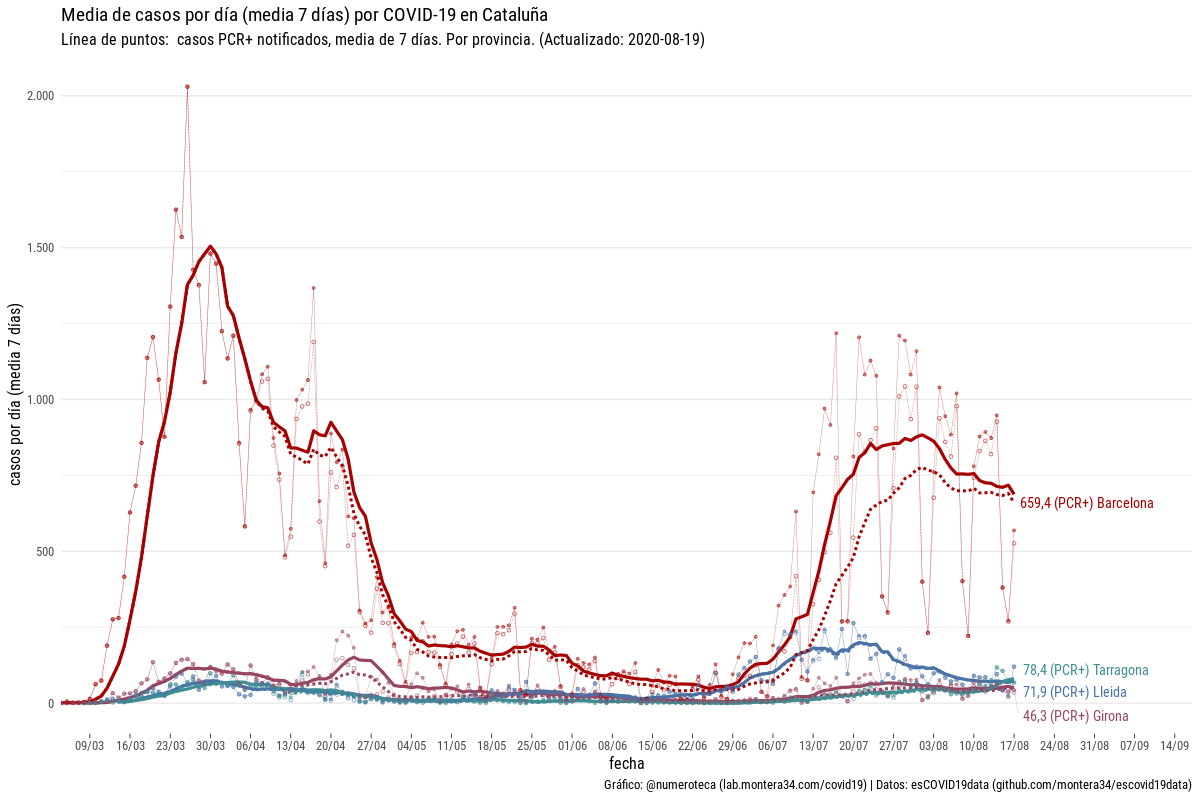 Media de casos por día (media 7 días) por COVID-19 en Cataluña
Línea de puntos:  casos PCR+ notificados, media de 7 días. Por provincia. (Actualizado: 2020-08-19)
casos por día (media 7 días)
2.000
1.500
1.000
500
0
659,4 (PCR+) Barcelona
78,4 (PCR+) Tarragona
71,9 (PCR+) Lleida
46,3 (PCR+) Girona
09/03 16/03 23/03 30/03 06/04 13/04 20/04 27/04 04/05 11/05 18/05 25/05 01/06 08/06 15/06 22/06 29/06 06/07 13/07 20/07 27/07 03/08 10/08 17/08 24/08 31/08 07/09 14/09
fecha
Gráfico: @numeroteca (lab.montera34.com/covid19) | Datos: esCOVID19data (github.com/montera34/escovid19data)